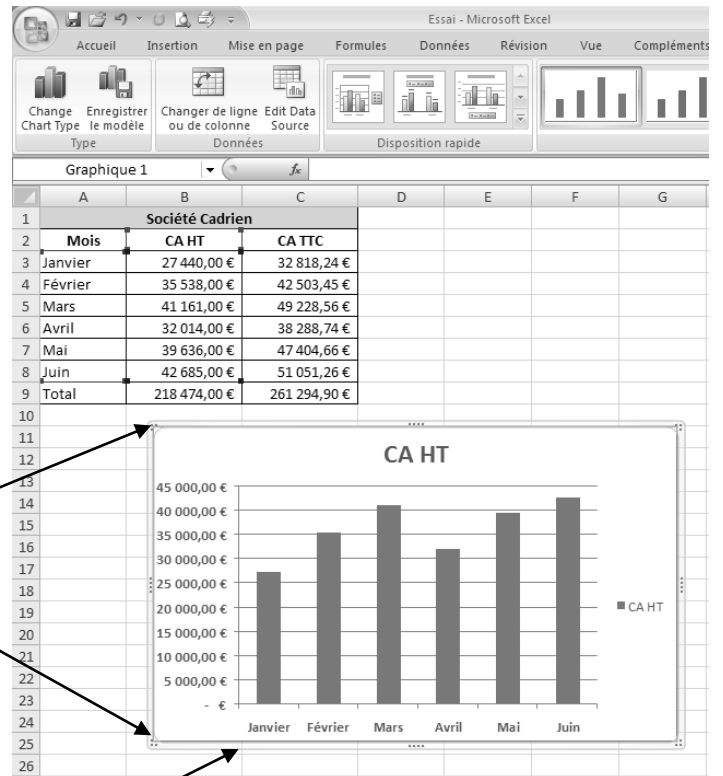 Essai - Microsoft Excel
Accueil Insertion Mise en page Formules Données Révision Vue Compléments
Change Chart Type
Enregistrer le modèle
Changer de ligne ou de colonne
Edit Data Source
Type Données Disposition rapide
Graphique 1 fx
A B C D E F G
1 Société Cadrien
2 Mois CA HT CA TTC
3 Janvier 27 440,00 € 32 818,24 €
4 Février 35 538,00 € 42 503,45 €
5 Mars 41 161,00 € 49 228,56 €
6 Avril 32 014,00 € 38 288,74 €
7 Mai 39 636,00 € 47 404,66 €
8 Juin 42 685,00 € 51 051,26 €
9 Total 218 474,00 € 261 294,90 €
10
11
12 CA HT
13
45 000,00 €
14 40 000,00 €
15 35 000,00 €
16
17 30 000,00 €
18 25 000,00 €
19 20 000,00 € CA HT
20 15 000,00 €
21 10 000,00 €
22 5 000,00 €
23 - €
24 Janvier Février Mars Avril Mai Juin
25
26